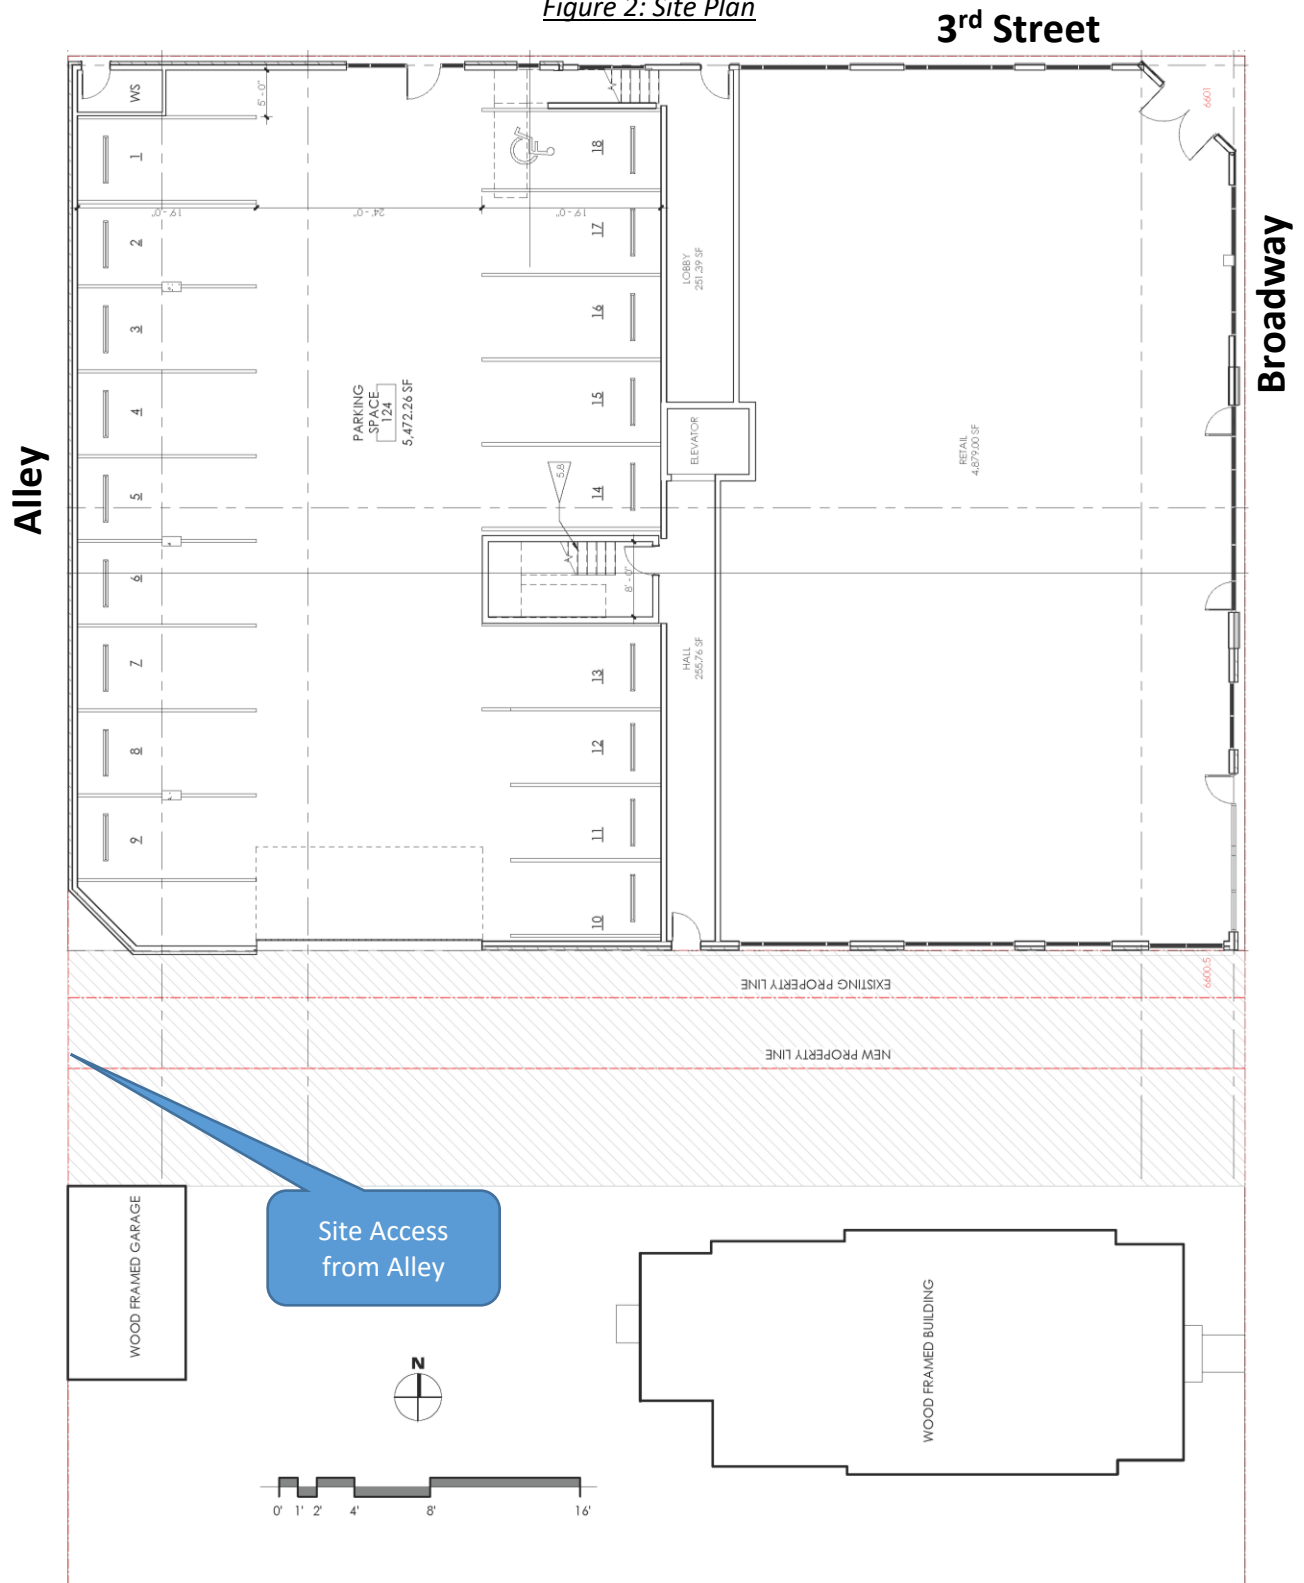 Figure 2: Site Plan
3rd Street
Alley
Broadway
WS
5'-0"
6601
1
18
19'-0"
24'-0"
19'-0"
2
17
3
16
4
15
5
14
6
7
13
8
12
9
11
10
LOBBY
251.39 SF
PARKING
SPACE
124
5,472.26 SF
ELEVATOR
RETAIL
4,879.00 SF
5.8
8'-0"
HALL
255.76 SF
EXISTING PROPERTY LINE
6600.5
NEW PROPERTY LINE
Site Access
from Alley
WOOD FRAMED GARAGE
WOOD FRAMED BUILDING
N
0' 1' 2' 4' 8' 16'